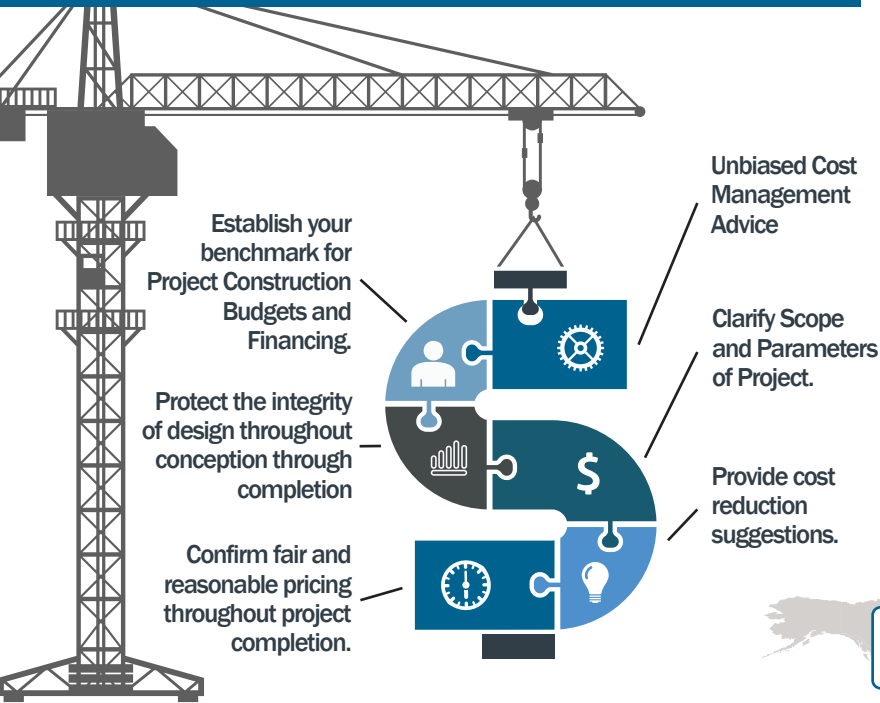 Establish your
benchmark for
Project Construction
Budgets and
Financing.
Protect the integrity
of design throughout
conception through
completion
Confirm fair and
reasonable pricing
throughout project
completion.
Unbiased Cost
Management
Advice
Clarify Scope
and Parameters
of Project.
Provide cost
reduction
suggestions.
$